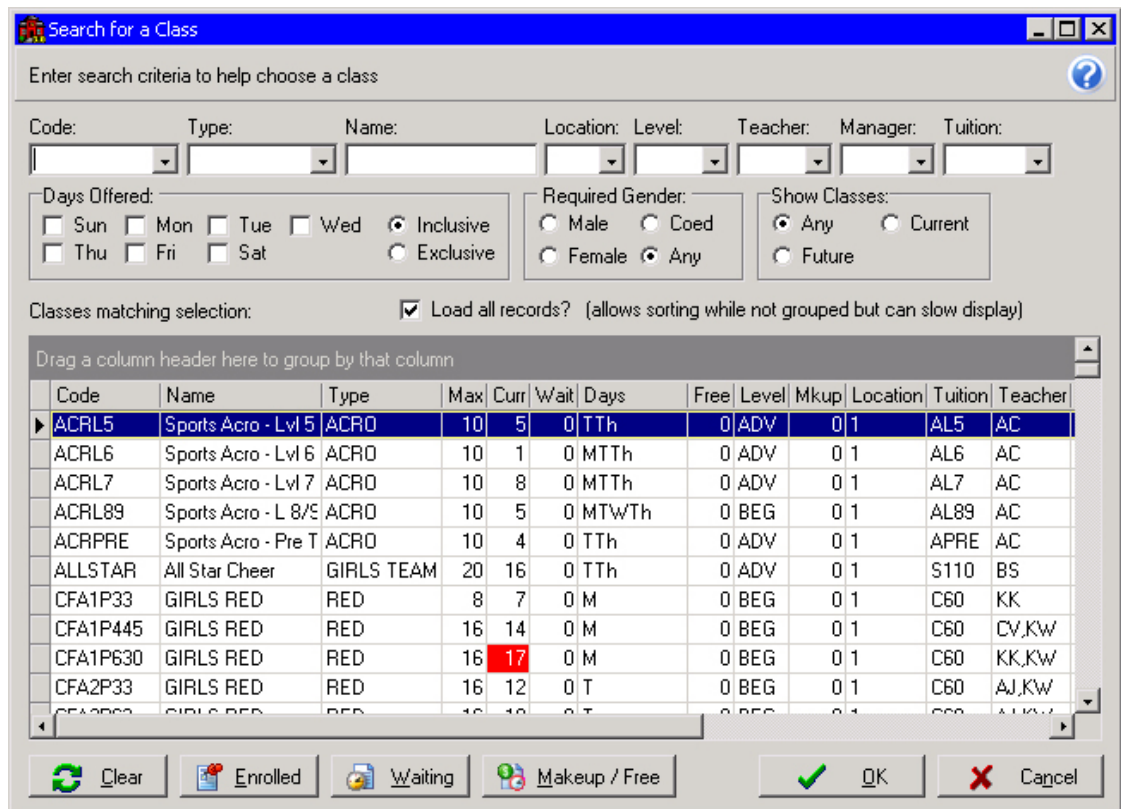 Search for a Class
Enter search criteria to help choose a class
Code: Type: Name: Location: Level: Teacher: Manager: Tuition:
Days Offered: Required Gender: Show Classes:
Sun Mon Tue Wed Inclusive Male Coed Any Current
Thu Fri Sat Exclusive Female Any Future
Classes matching selection: Load all records? (allows sorting while not grouped but can slow display)
Drag a column header here to group by that column
Code Name Type Max Curr Wait Days Free Level Mkup Location Tuition Teacher
ACRL5 Sports Acro - Lvl 5 ACRO 10 5 0 TTh 0 ADV 0 1 AL5 AC
ACRL6 Sports Acro - Lvl 6 ACRO 10 1 0 MTTh 0 ADV 0 1 AL6 AC
ACRL7 Sports Acro - Lvl 7 ACRO 10 8 0 MTTh 0 ADV 0 1 AL7 AC
ACRL89 Sports Acro - L 8/9 ACRO 10 5 0 MTWTh 0 BEG 0 1 AL89 AC
ACRPRE Sports Acro - Pre T ACRO 10 4 0 TTh 0 ADV 0 1 APRE AC
ALLSTAR All Star Cheer GIRLS TEAM 20 16 0 TTh 0 ADV 0 1 S110 BS
CFA1P33 GIRLS RED RED 8 7 0 M 0 BEG 0 1 C60 KK
CFA1P445 GIRLS RED RED 16 14 0 M 0 BEG 0 1 C60 CV,KW
CFA1P630 GIRLS RED RED 16 17 0 M 0 BEG 0 1 C60 KK,KW
CFA2P33 GIRLS RED RED 16 12 0 T 0 BEG 0 1 C60 AJ,KW
Clear Enrolled Waiting Makeup / Free OK Cancel